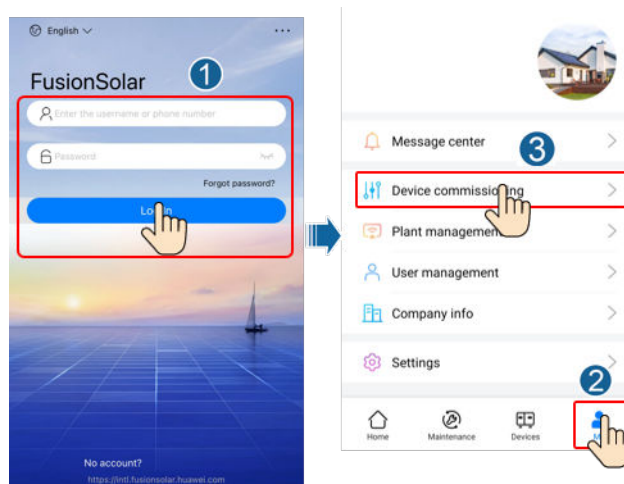 English
...
FusionSolar
1
Enter the username or phone number
Password
Forgot password?
No account?
https://intl.fusionsolar.huawei.com
Message center
3
Device commissioning
Plant management
User management
Company info
Settings
2
Home
Maintenance
Devices